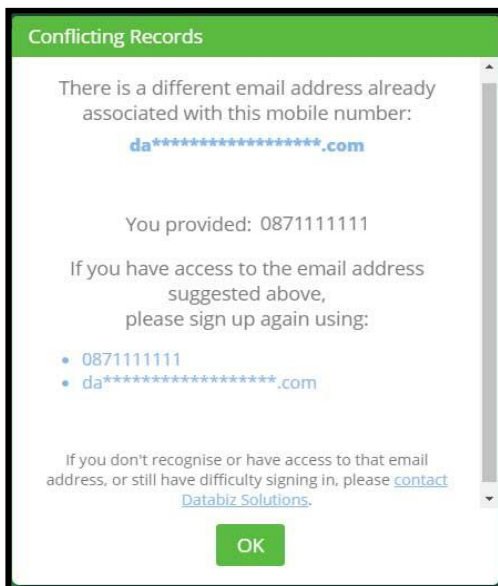 Conflicting Records
There is a different email address already
associated with this mobile number:
da******************.com
You provided: 0871111111
If you have access to the email address
suggested above,
please sign up again using:
• 0871111111
• da******************.com
If you don't recognise or have access to that email
address, or still have difficulty signing in, please contact
Databiz Solutions.
OK